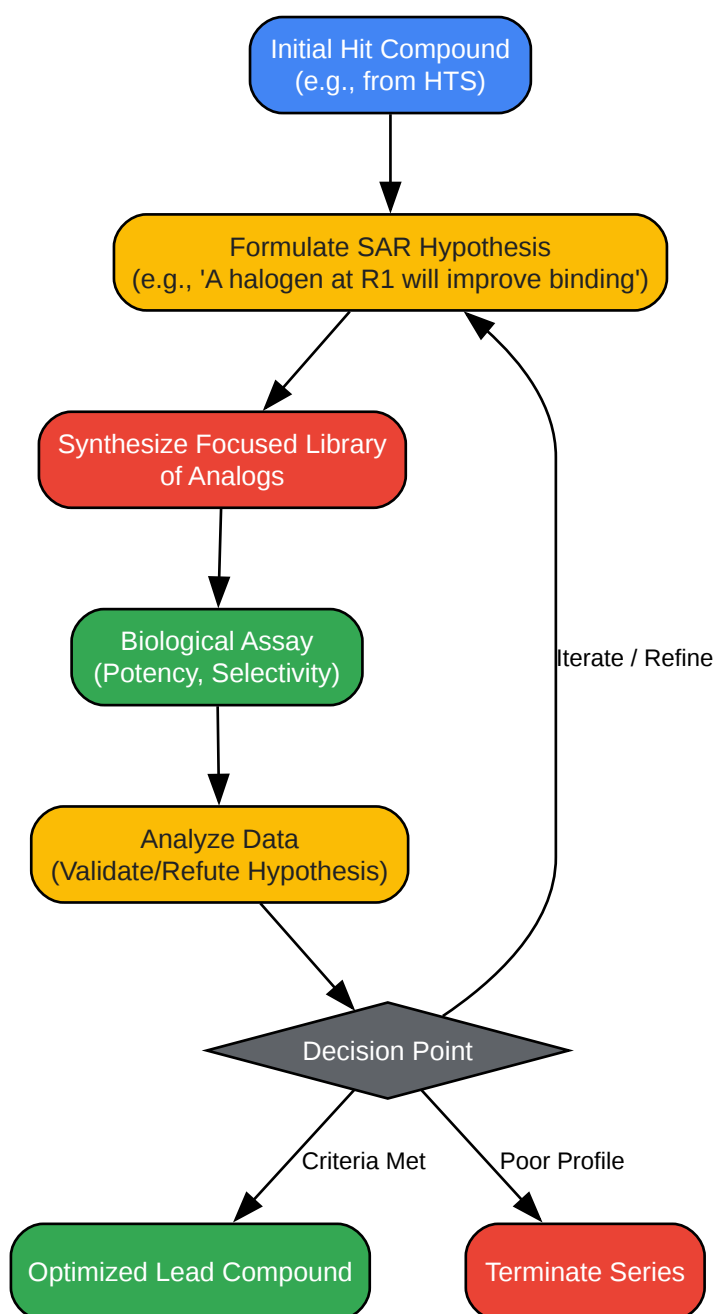 Initial Hit Compound
(e.g., from HTS)
Formulate SAR Hypothesis
(e.g., 'A halogen at R1 will improve binding')
Synthesize Focused Library
of Analogs
Biological Assay
(Potency, Selectivity)
Iterate / Refine
Analyze Data
(Validate/Refute Hypothesis)
Decision Point
Criteria Met
Poor Profile
Optimized Lead Compound
Terminate Series